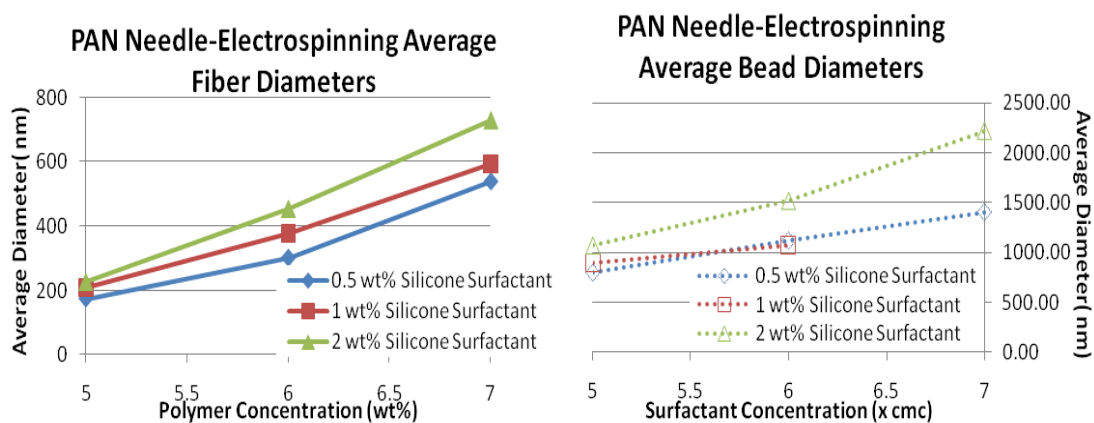 PAN Needle-Electrospinning Average
Fiber Diameters
Average Diameter( nm)
800
600
400
200
0
5
5.5
6
6.5
7
Polymer Concentration (wt%)
0.5 wt% Silicone Surfactant
1 wt% Silicone Surfactant
2 wt% Silicone Surfactant
PAN Needle-Electrospinning
Average Bead Diameters
2500.00
2000.00
1500.00
1000.00
500.00
0.00
Average Diameter( nm)
0.5 wt% Silicone Surfactant
1 wt% Silicone Surfactant
2 wt% Silicone Surfactant
5
5.5
6
6.5
7
Surfactant Concentration (x cmc)